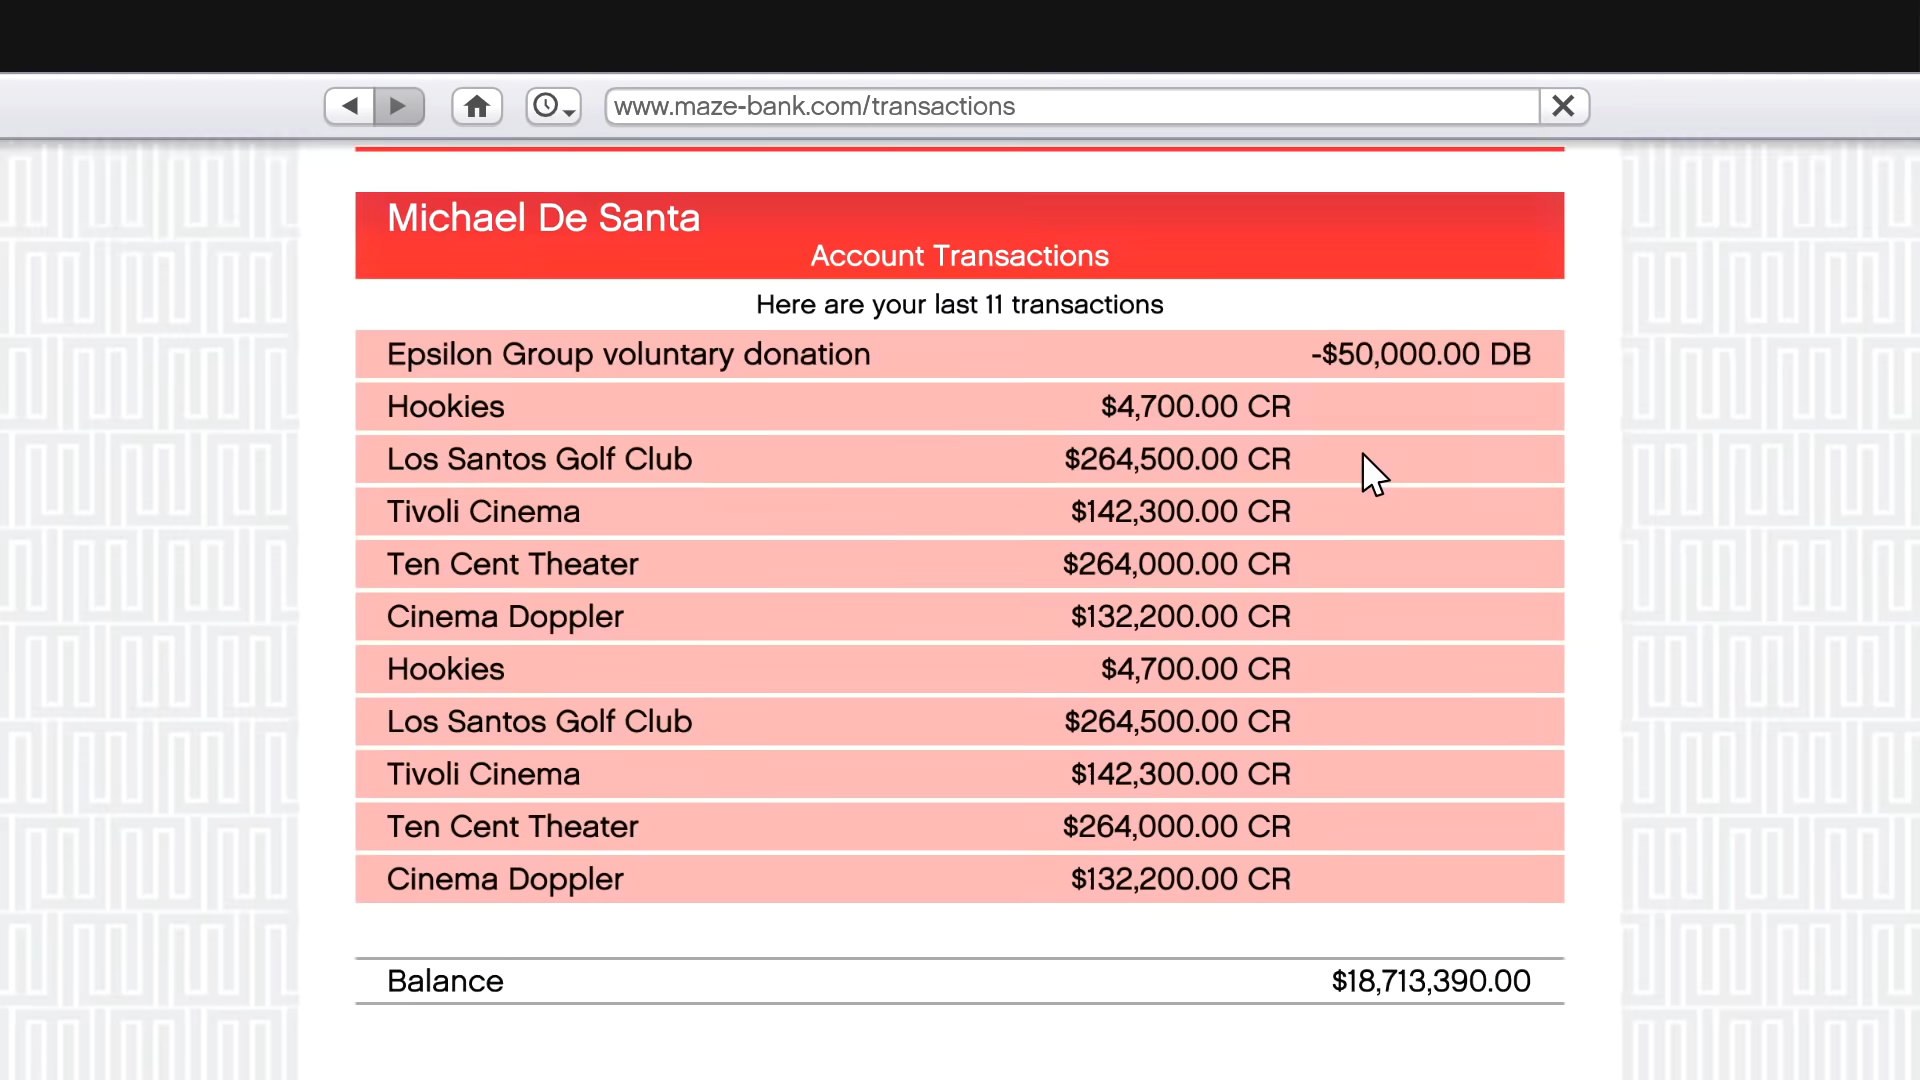 www.maze-bank.com/transactions
Michael De Santa
Account Transactions
Here are your last 11 transactions
Epsilon Group voluntary donation -$50,000.00 DB
Hookies $4,700.00 CR
Los Santos Golf Club $264,500.00 CR
Tivoli Cinema $142,300.00 CR
Ten Cent Theater $264,000.00 CR
Cinema Doppler $132,200.00 CR
Hookies $4,700.00 CR
Los Santos Golf Club $264,500.00 CR
Tivoli Cinema $142,300.00 CR
Ten Cent Theater $264,000.00 CR
Cinema Doppler $132,200.00 CR
Balance $18,713,390.00